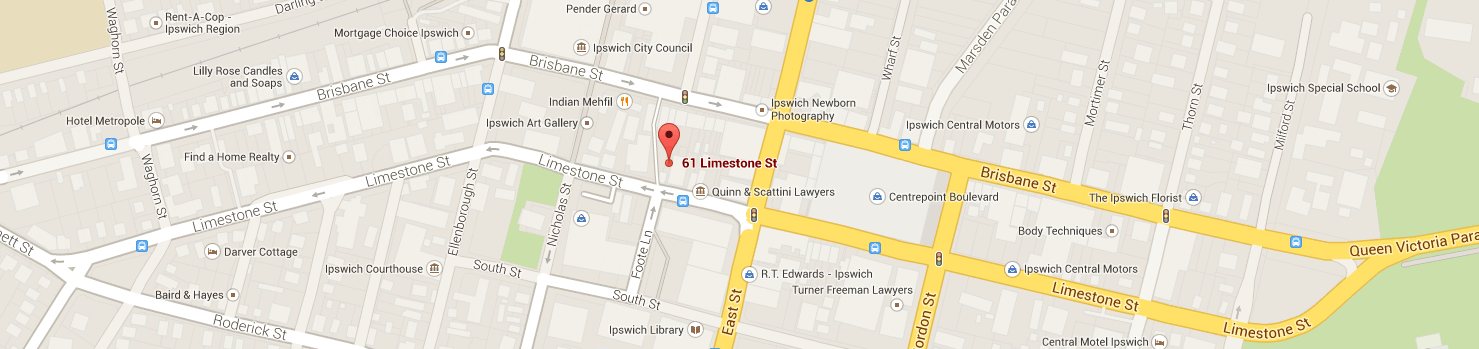 Darling
Waghorn St
Rent-A-Cop -
Ipswich Region
Pender Gerard
Mortgage Choice Ipswich
Ipswich City Council
Marsden Para
Wharf St
Lilly Rose Candles
and Soaps
Brisbane St
Brisbane St
Mortimer St
Thorn St
Ipswich Special School
Milford St
Indian Mehfil
Ipswich Newborn
Photography
Hotel Metropole
Ipswich Art Gallery
Ipswich Central Motors
Find a Home Realty
Waghorn St
Limestone St
Limestone St
61 Limestone St
Brisbane St
Quinn & Scattini Lawyers
Centrepoint Boulevard
The Ipswich Florist
Limestone St
Ellenborough St
Nicholas St
Foote Ln
Body Techniques
Queen Victoria Para
nett St
Darver Cottage
Ipswich Courthouse
South St
R.T. Edwards - Ipswich
Ipswich Central Motors
Turner Freeman Lawyers
Baird & Hayes
South St
Limestone St
Roderick St
Ipswich Library
East St
ordon St
Limestone St
Central Motel Ipswich